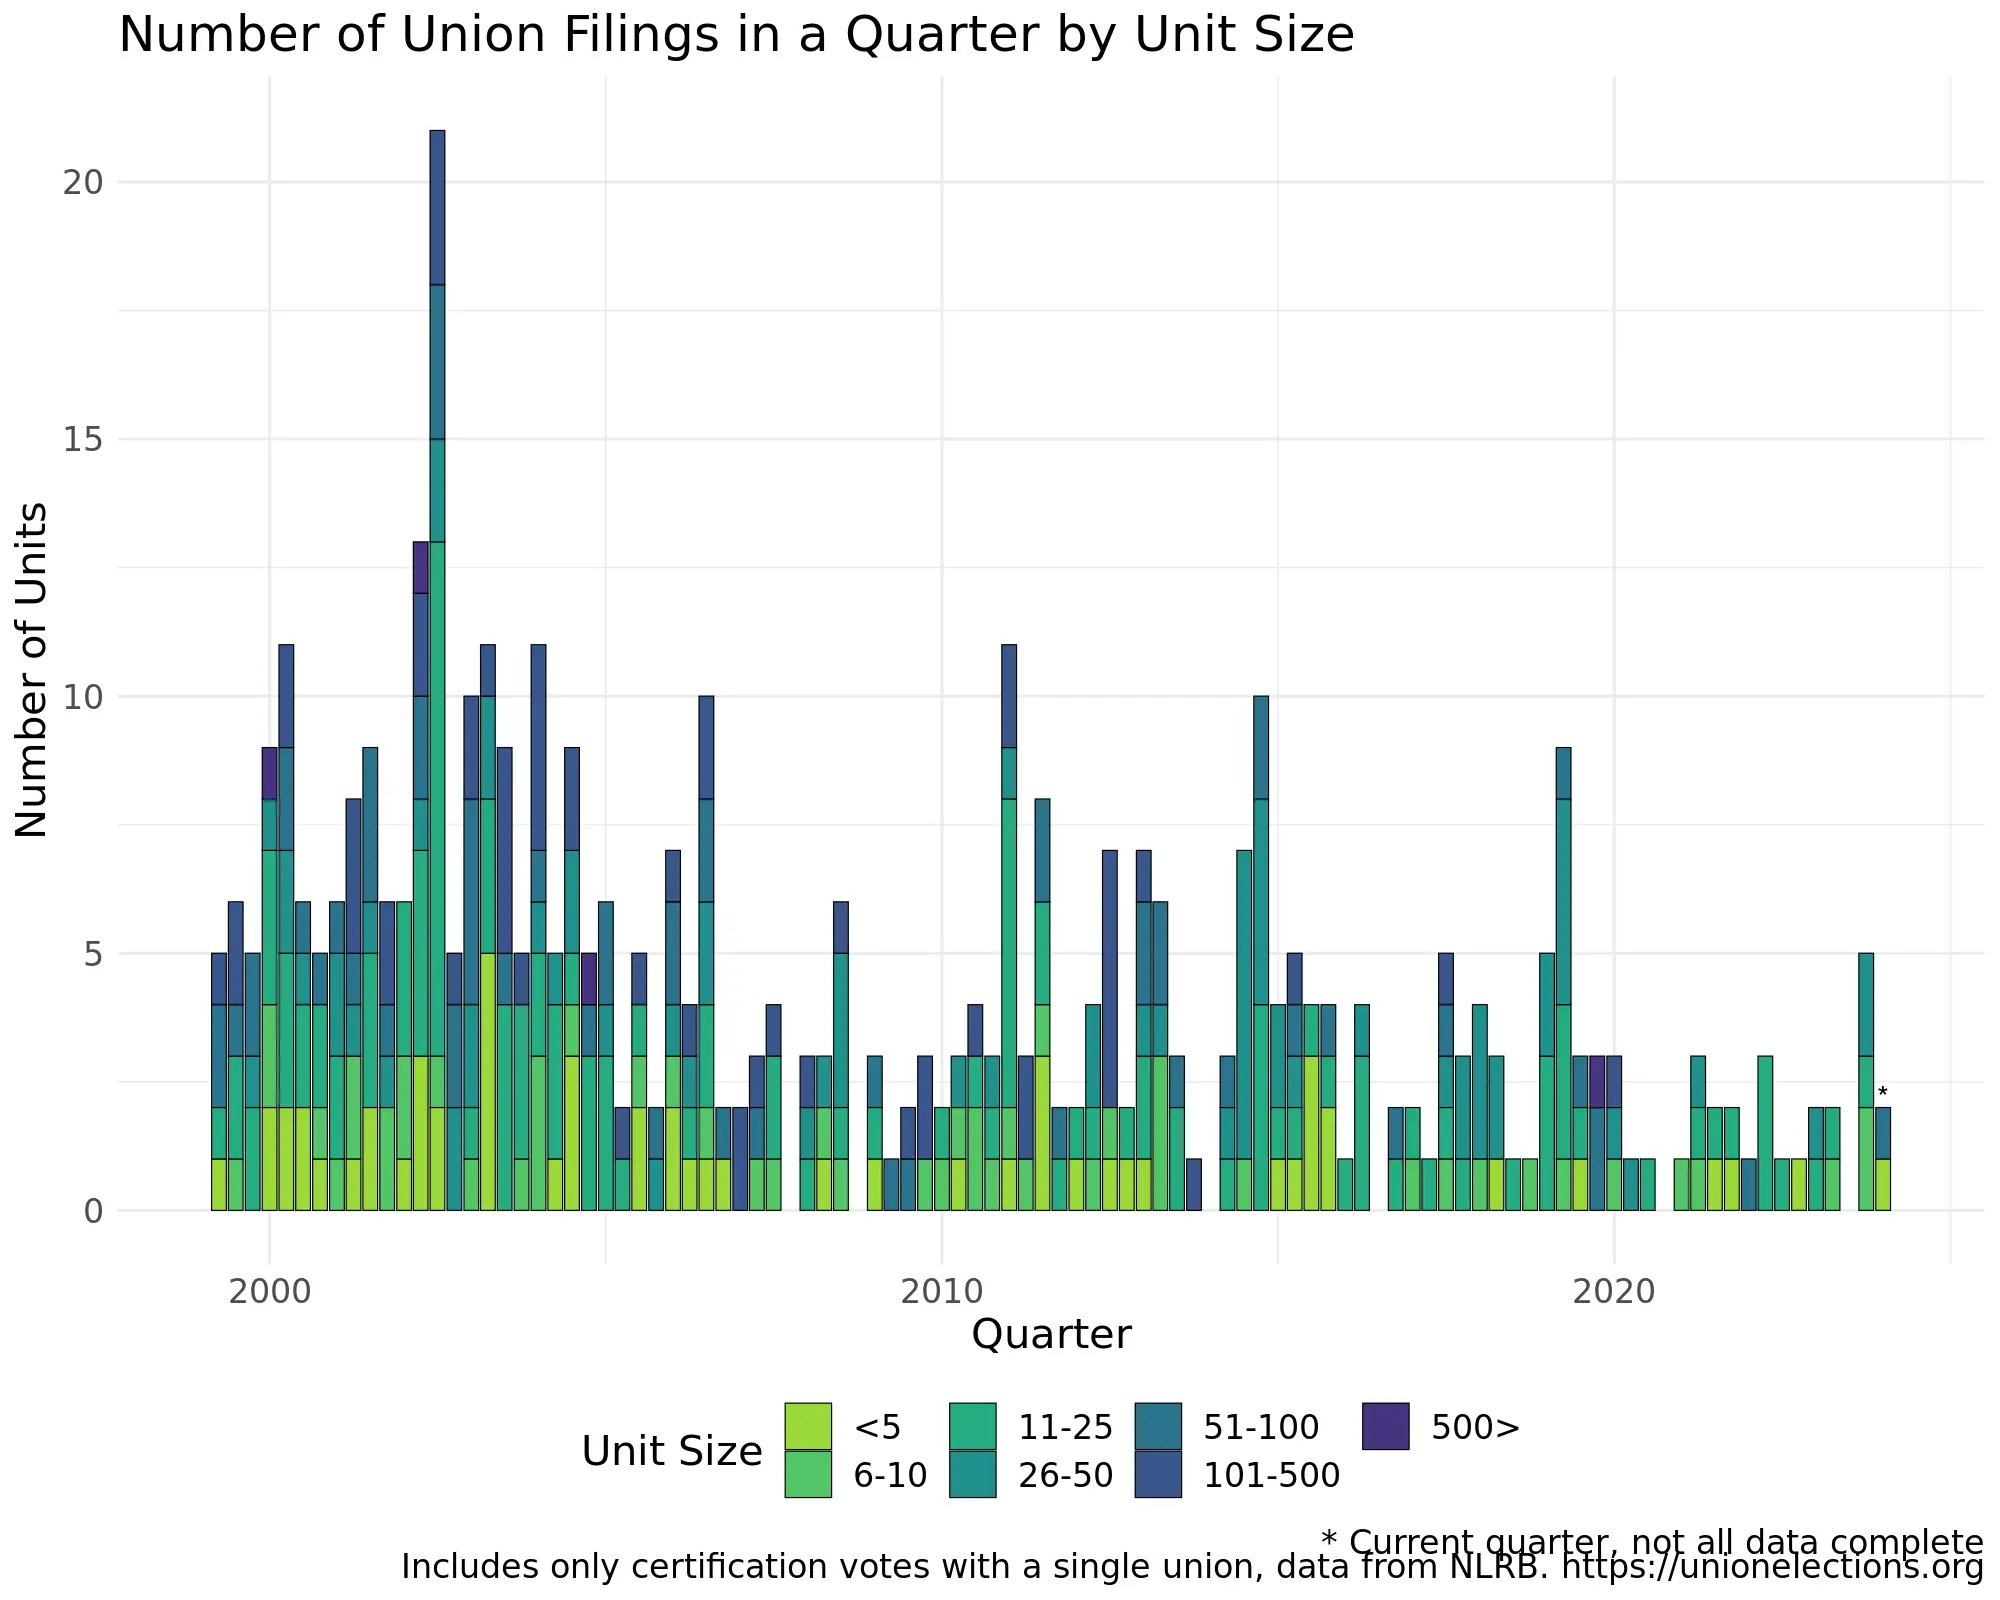 Number of Union Filings in a Quarter by Unit Size
Number of Units
20
15
10
5
0
*
2000 2010 2020
Quarter
Unit Size
<5 11-25 51-100 500>
6-10 26-50 101-500
* Current quarter, not all data complete
Includes only certification votes with a single union, data from NLRB. https://unionelections.org